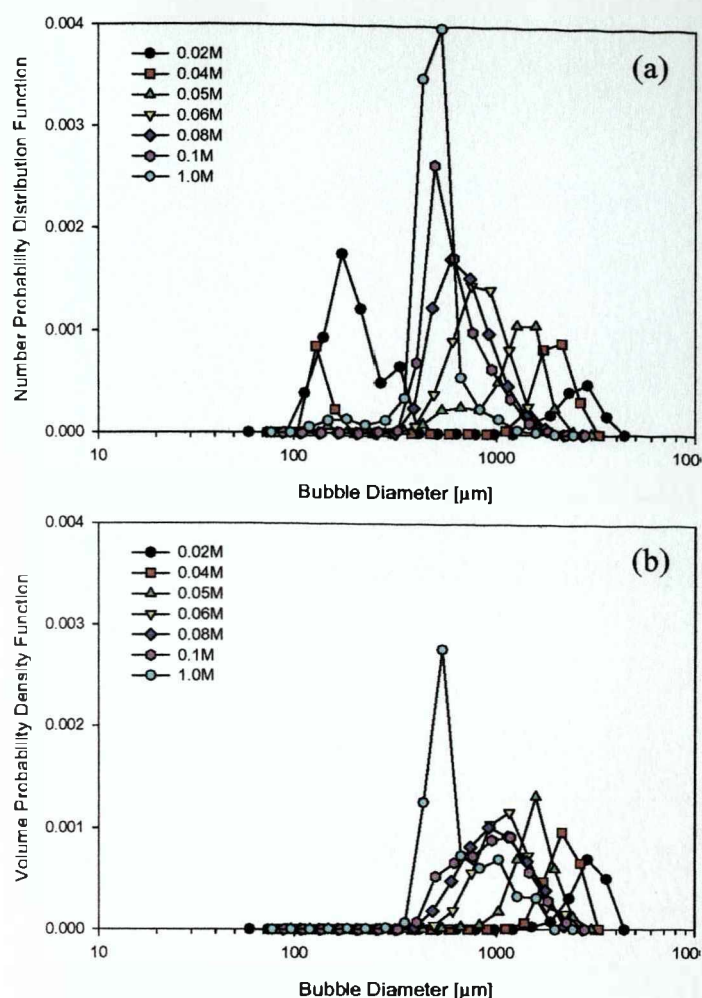 0.004
0.003
0.002
0.001
0.000
Number Probability Distribution Function
0.02M
0.04M
0.05M
0.06M
0.08M
0.1M
1.0M
(a)
10
100
1000
100
Bubble Diameter [µm]
0.004
0.003
0.002
0.001
0.000
Volume Probability Density Function
0.02M
0.04M
0.05M
0.06M
0.08M
0.1M
1.0M
(b)
10
100
1000
100
Bubble Diameter [µm]